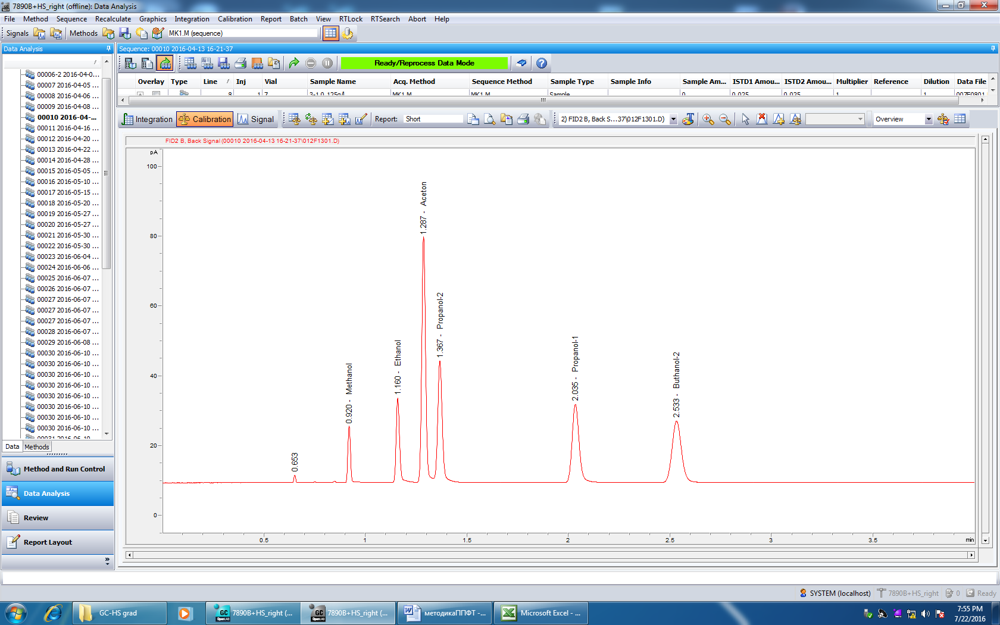 7890B+HS_right (offline): Data Analysis
File Method Sequence Recalculate Graphics Integration Calibration Report Batch View RTLock RTSearch Abort Help
Signals Methods MK1.M (sequence)
Data Analysis
Sequence: 00010 2016-04-13 16-21-37
Ready/Reprocess Data Mode
Overlay Type Line Inj Vial Sample Name Acq. Method Sequence Method Sample Type Sample Info Sample Am... ISTD1 Amou... ISTD2 Amou... Multiplier Reference Dilution Data File
8 1 7 3-1 0.125g/l MK1.M MK1.M Sample 0 0.025 0.025 1 1 007F0801
Integration Calibration Signal Report: Short 2) FID2 B, Back S...37\012F1301.D) Overview
00006-2 2016-04-0...
00007 2016-04-05 ...
00008 2016-04-06 ...
00009 2016-04-08 ...
00010 2016-04-...
00011 2016-04-16 ...
00012 2016-04-20 ...
00013 2016-04-22 ...
00014 2016-04-28 ...
00015 2016-05-05 ...
00016 2016-05-10 ...
00017 2016-05-15 ...
00018 2016-05-20 ...
00019 2016-05-27 ...
00020 2016-05-27 ...
00021 2016-05-30 ...
00022 2016-05-30 ...
00023 2016-06-04 ...
00024 2016-06-06 ...
00025 2016-06-07 ...
00026 2016-06-07 ...
00027 2016-06-07 ...
00027 2016-06-07 ...
00027 2016-06-07 ...
00028 2016-06-07 ...
00029 2016-06-08 ...
00030 2016-06-10 ...
00030 2016-06-10 ...
00030 2016-06-10 ...
00030 2016-06-10 ...
00030 2016-06-10 ...
00030 2016-06-10 ...
00030 2016-06-10 ...
00030 2016-06-10 ...
00031 2016-06-10
Data Methods
Method and Run Control
Data Analysis
Review
Report Layout
FID2 B, Back Signal (00010 2016-04-13 16-21-37\012F1301.D)
pA
100
80
60
40
20
0
0.653
0.920 - Methanol
1.160 - Ethanol
1.287 - Aceton
1.367 - Propanol-2
2.035 - Propanol-1
2.533 - Buthanol-2
0.5 1 1.5 2 2.5 3 3.5 min
SYSTEM (localhost) 7890B+HS_right 0 Ready
GC-HS grad
GC OpenLAB 7890B+HS_right (...
GC OpenLAB 7890B+HS_right (...
методикаППФТ -...
Microsoft Excel - ...
7:55 PM
7/22/2016